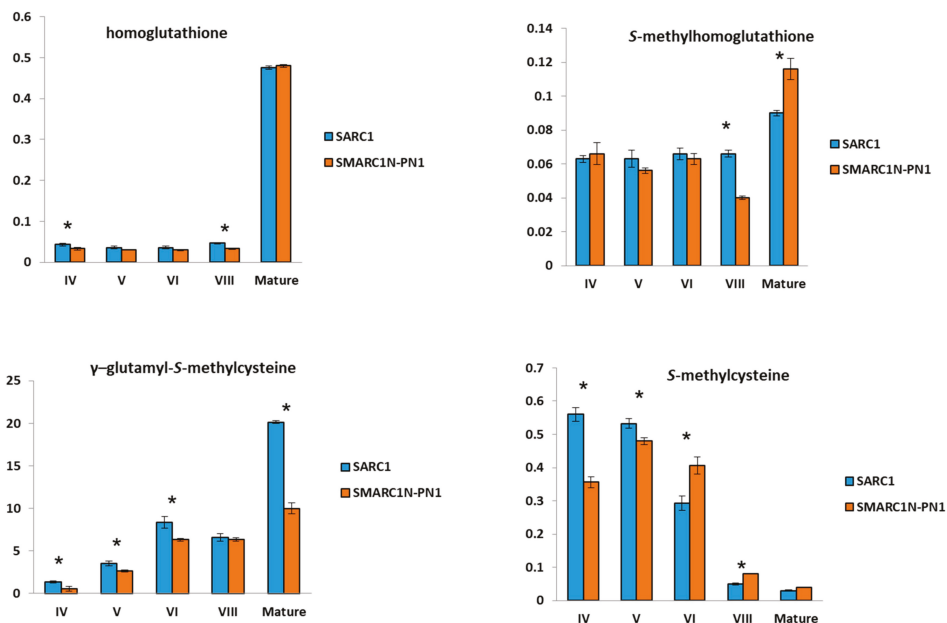 homoglutathione
0.6
0.5
0.4
0.3
0.2
0.1
0
*
*
IV V VI VIII Mature
SARC1
SMARC1N-PN1
S-methylhomoglutathione
0.14
0.12
0.1
0.08
0.06
0.04
0.02
0
*
*
IV V VI VIII Mature
SARC1
SMARC1N-PN1
γ–glutamyl-S-methylcysteine
25
20
15
10
5
0
*
*
*
*
IV V VI VIII Mature
SARC1
SMARC1N-PN1
S-methylcysteine
0.7
0.6
0.5
0.4
0.3
0.2
0.1
0
*
*
*
*
IV V VI VIII Mature
SARC1
SMARC1N-PN1